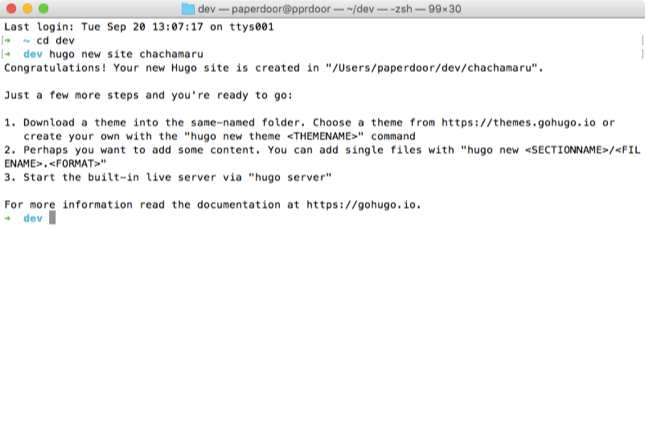 dev — paperdoor@pprdoor — ~/dev — -zsh — 99×30
Last login: Tue Sep 20 13:07:17 on ttys001
[➜ ~ cd dev ]
[➜ dev hugo new site chachamaru ]
Congratulations! Your new Hugo site is created in "/Users/paperdoor/dev/chachamaru".
Just a few more steps and you're ready to go:
1. Download a theme into the same-named folder. Choose a theme from https://themes.gohugo.io or
create your own with the "hugo new theme <THEMENAME>" command
2. Perhaps you want to add some content. You can add single files with "hugo new <SECTIONNAME>/<FIL
ENAME>.<FORMAT>"
3. Start the built-in live server via "hugo server"
For more information read the documentation at https://gohugo.io.
➜ dev